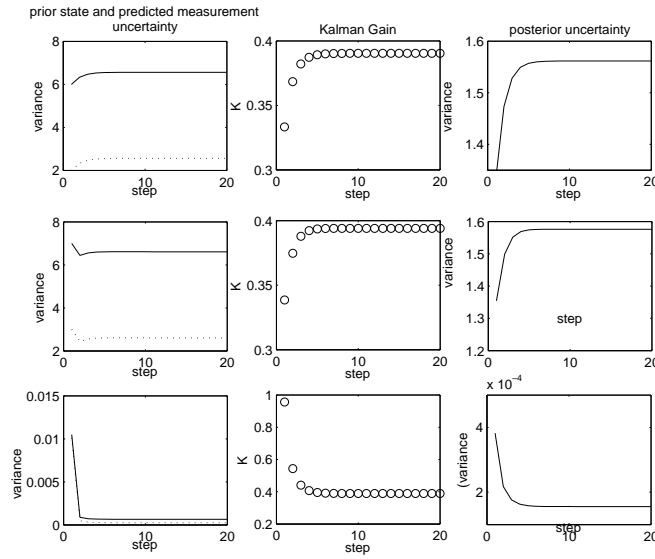 prior state and predicted measurement
uncertainty
Kalman Gain
posterior uncertainty
8
6
4
2
variance
0
10
20
step
0.4
0.35
0.3
K
0
10
20
step
1.6
1.5
1.4
variance
0
10
20
8
6
4
2
variance
0
10
20
step
0.4
0.35
0.3
K
0
10
20
step
1.6
1.5
1.4
1.3
1.2
variance
step
0
10
20
0.015
0.01
0.005
0
variance
0
10
20
step
1
0.8
0.6
0.4
0.2
K
0
10
20
step
x 10−4
4
2
(variance
step
0
10
20